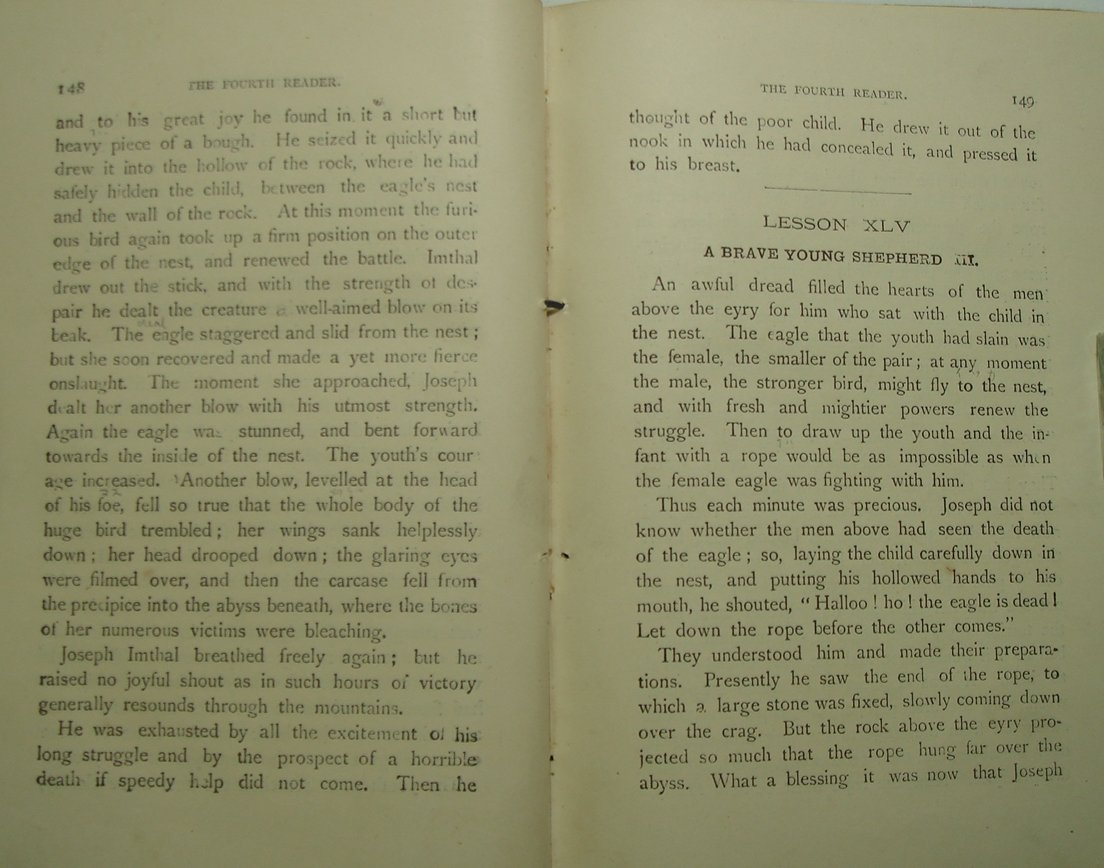 148 THE FOURTH READER.
and to his great joy he found in it a short but
heavy piece of a bough. He seized it quickly and
drew it into the hollow of the rock, where he had
safely hidden the child, between the eagle's nest
and the wall of the rock. At this moment the furi-
ous bird again took up a firm position on the outer
edge of the nest, and renewed the battle. Imthal
drew out the stick, and with the strength of des-
pair he dealt the creature a well-aimed blow on its
beak. The eagle staggered and slid from the nest;
but she soon recovered and made a yet more fierce
onslaught. The moment she approached, Joseph
dealt her another blow with his utmost strength.
Again the eagle was stunned, and bent forward
towards the inside of the nest. The youth's cour
age increased. Another blow, levelled at the head
of his foe, fell so true that the whole body of the
huge bird trembled; her wings sank helplessly
down; her head drooped down; the glaring eyes
were filmed over, and then the carcase fell from
the precipice into the abyss beneath, where the bones
of her numerous victims were bleaching.
Joseph Imthal breathed freely again; but he
raised no joyful shout as in such hours of victory
generally resounds through the mountains.
He was exhausted by all the excitement of his
long struggle and by the prospect of a horrible
death if speedy help did not come. Then he
THE FOURTH READER. 149
thought of the poor child. He drew it out of the
nook in which he had concealed it, and pressed it
to his breast.
LESSON XLV
A BRAVE YOUNG SHEPHERD III.
An awful dread filled the hearts of the men
above the eyry for him who sat with the child in
the nest. The eagle that the youth had slain was
the female, the smaller of the pair; at any moment
the male, the stronger bird, might fly to the nest,
and with fresh and mightier powers renew the
struggle. Then to draw up the youth and the in-
fant with a rope would be as impossible as when
the female eagle was fighting with him.
Thus each minute was precious. Joseph did not
know whether the men above had seen the death
of the eagle; so, laying the child carefully down in
the nest, and putting his hollowed hands to his
mouth, he shouted, "Halloo! ho! the eagle is dead!
Let down the rope before the other comes."
They understood him and made their prepara-
tions. Presently he saw the end of the rope, to
which a large stone was fixed, slowly coming down
over the crag. But the rock above the eyry pro-
jected so much that the rope hung far over the
abyss. What a blessing it was now that Joseph